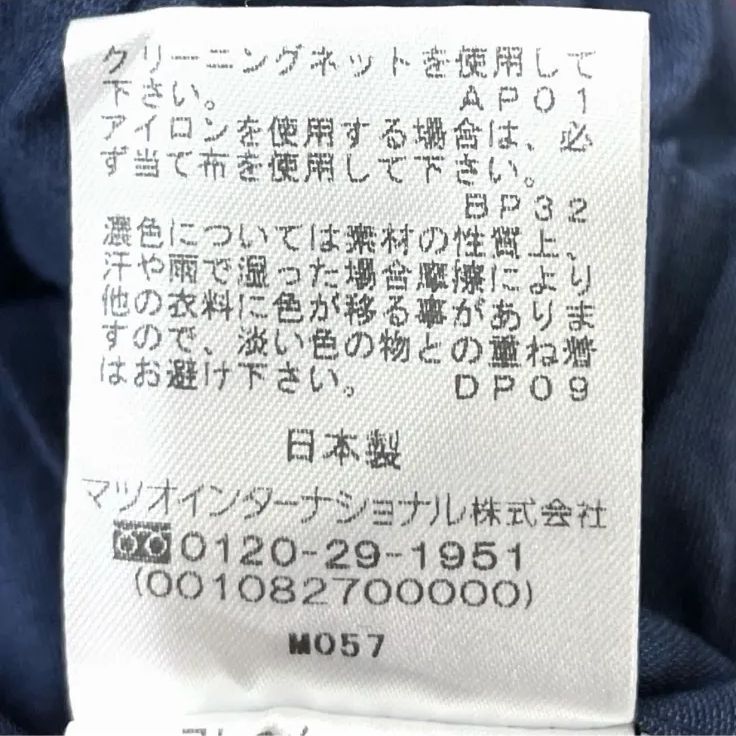 クリーニングネットを使用して
下さい。 AP01
アイロンを使用する場合は、必
ず当て布を使用して下さい。
BP32
濃色については素材の性質上、
汗や雨で湿った場合摩擦により
他の衣料に色が移る事がありま
すので、淡い色の物との重ね着
はお避け下さい。 DP09
日本製
マツオインターナショナル株式会社
0120-29-1951
(001082700000)
M057